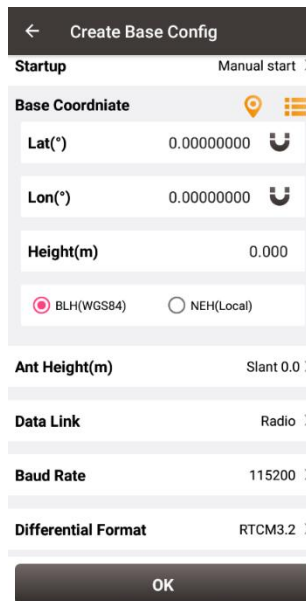 Create Base Config
Startup Manual start
Base Coordniate
Lat(°) 0.00000000
Lon(°) 0.00000000
Height(m) 0.000
BLH(WGS84) NEH(Local)
Ant Height(m) Slant 0.0
Data Link Radio
Baud Rate 115200
Differential Format RTCM3.2
OK